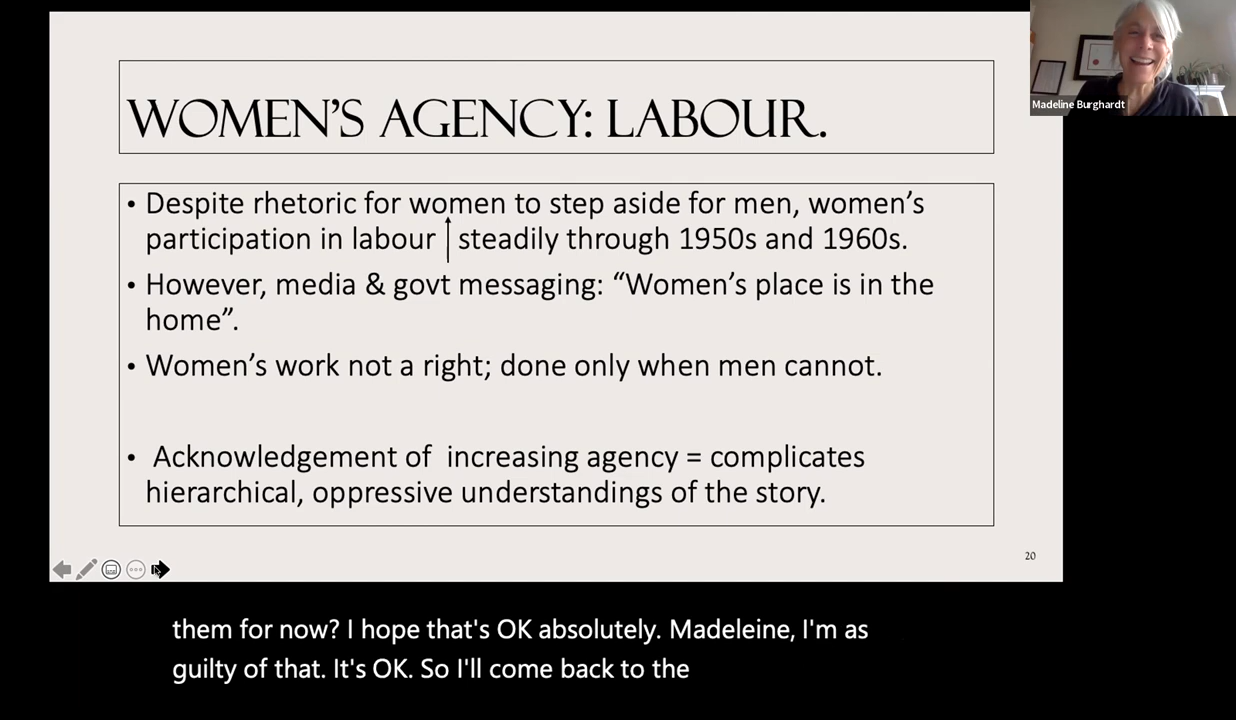 WOMEN'S AGENCY: LABOUR.
Madeline Burghardt
• Despite rhetoric for women to step aside for men, women's
participation in labour ↑ steadily through 1950s and 1960s.
• However, media & govt messaging: “Women's place is in the
home”.
• Women's work not a right; done only when men cannot.
• Acknowledgement of increasing agency = complicates
hierarchical, oppressive understandings of the story.
20
them for now? I hope that's OK absolutely. Madeleine, I'm as
guilty of that. It's OK. So I'll come back to the